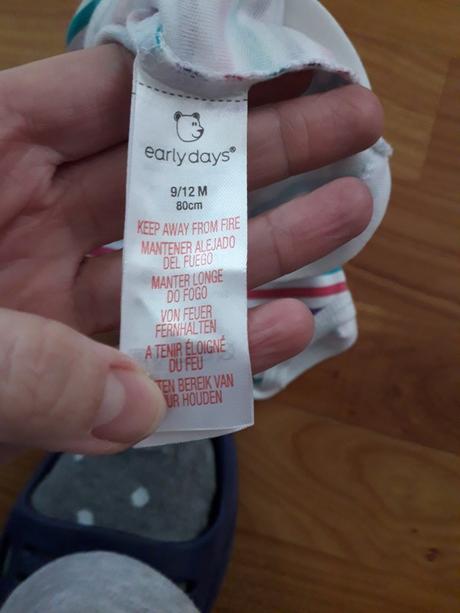 earlydays®
9/12 M
80cm
KEEP AWAY FROM FIRE
MANTENER ALEJADO
DEL FUEGO
MANTER LONGE
DO FOGO
VON FEUER
FERNHALTEN
A TENIR ÉLOIGNÉ
DU FEU
BEREIK VAN
HOUDEN